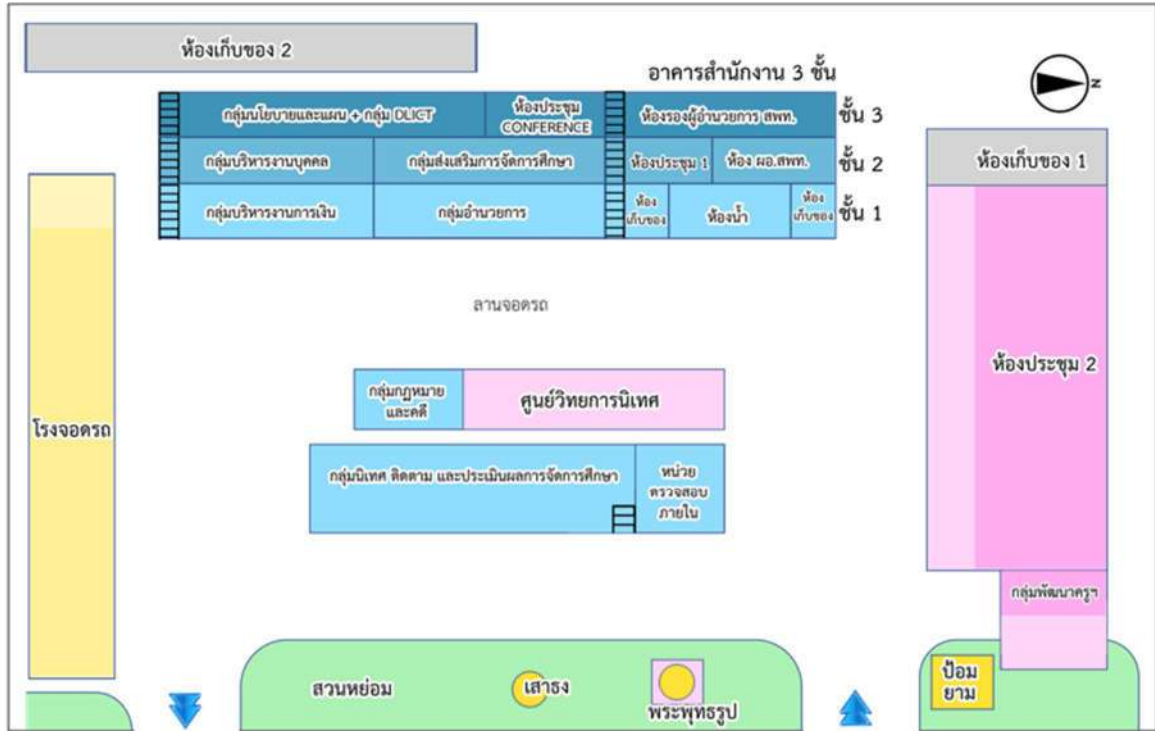 ห้องเก็บของ 2
อาคารสำนักงาน 3 ชั้น
N
กลุ่มนโยบายและแผน + กลุ่ม DLICT
ห้องประชุม
CONFERENCE
ห้องรองผู้อำนวยการ สพท.
ชั้น 3
กลุ่มบริหารงานบุคคล
กลุ่มส่งเสริมการจัดการศึกษา
ห้องประชุม 1
ห้อง ผอ.สพท.
ชั้น 2
กลุ่มบริหารงานการเงิน
กลุ่มอำนวยการ
ห้อง
เก็บของ
ห้องน้ำ
ห้อง
เก็บของ
ชั้น 1
ห้องเก็บของ 1
ลานจอดรถ
ห้องประชุม 2
กลุ่มกฎหมาย
และคดี
ศูนย์วิทยการนิเทศ
โรงจอดรถ
กลุ่มนิเทศ ติดตาม และประเมินผลการจัดการศึกษา
หน่วย
ตรวจสอบ
ภายใน
กลุ่มพัฒนาครูฯ
สวนหย่อม
เสาธง
พระพุทธรูป
ป้อม
ยาม